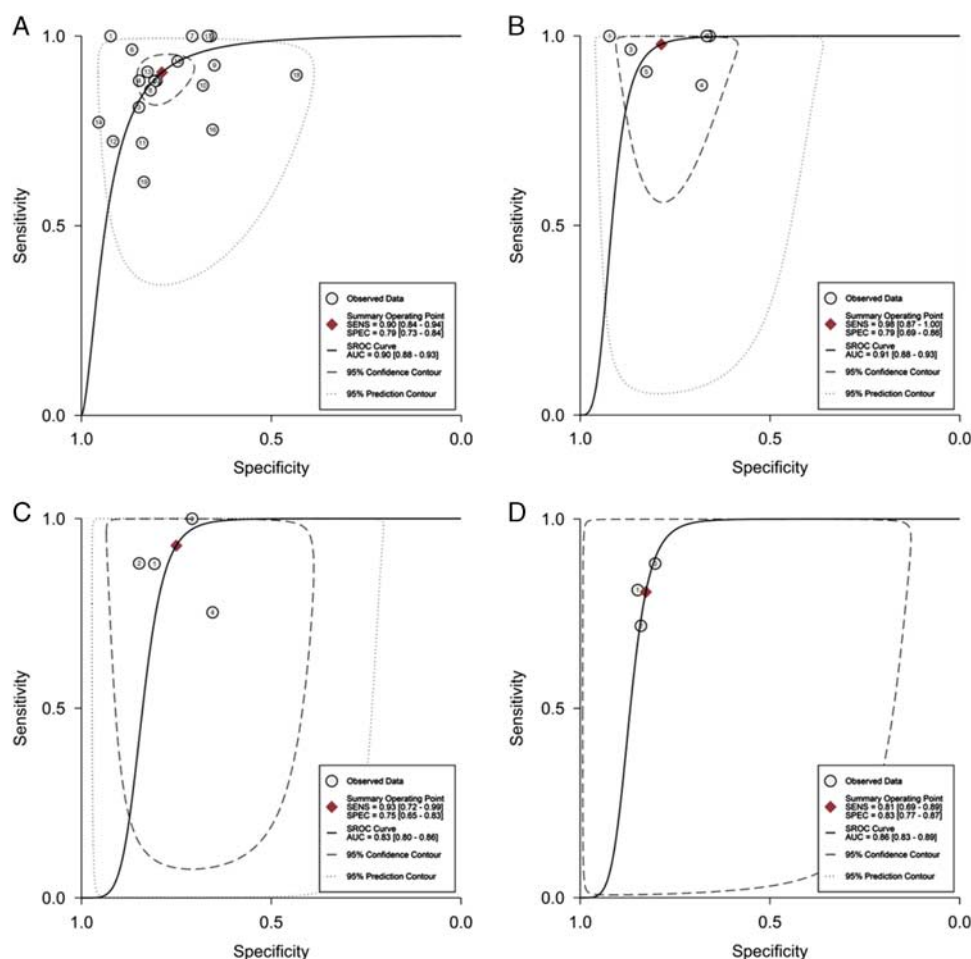 A
1.0
0.5
0.0
Sensitivity
1.0
0.5
0.0
Specificity
Observed Data
Summary Operating Point
SENS = 0.90 [0.84 - 0.94]
SPEC = 0.79 [0.73 - 0.84]
SROC Curve
AUC = 0.90 [0.88 - 0.93]
95% Confidence Contour
95% Prediction Contour
B
1.0
0.5
0.0
Sensitivity
1.0
0.5
0.0
Specificity
Observed Data
Summary Operating Point
SENS = 0.98 [0.87 - 1.00]
SPEC = 0.79 [0.69 - 0.86]
SROC Curve
AUC = 0.91 [0.88 - 0.93]
95% Confidence Contour
95% Prediction Contour
C
1.0
0.5
0.0
Sensitivity
1.0
0.5
0.0
Specificity
Observed Data
Summary Operating Point
SENS = 0.93 [0.72 - 0.99]
SPEC = 0.75 [0.65 - 0.83]
SROC Curve
AUC = 0.83 [0.80 - 0.86]
95% Confidence Contour
95% Prediction Contour
D
1.0
0.5
0.0
Sensitivity
1.0
0.5
0.0
Specificity
Observed Data
Summary Operating Point
SENS = 0.81 [0.69 - 0.89]
SPEC = 0.83 [0.77 - 0.87]
SROC Curve
AUC = 0.86 [0.83 - 0.89]
95% Confidence Contour
95% Prediction Contour